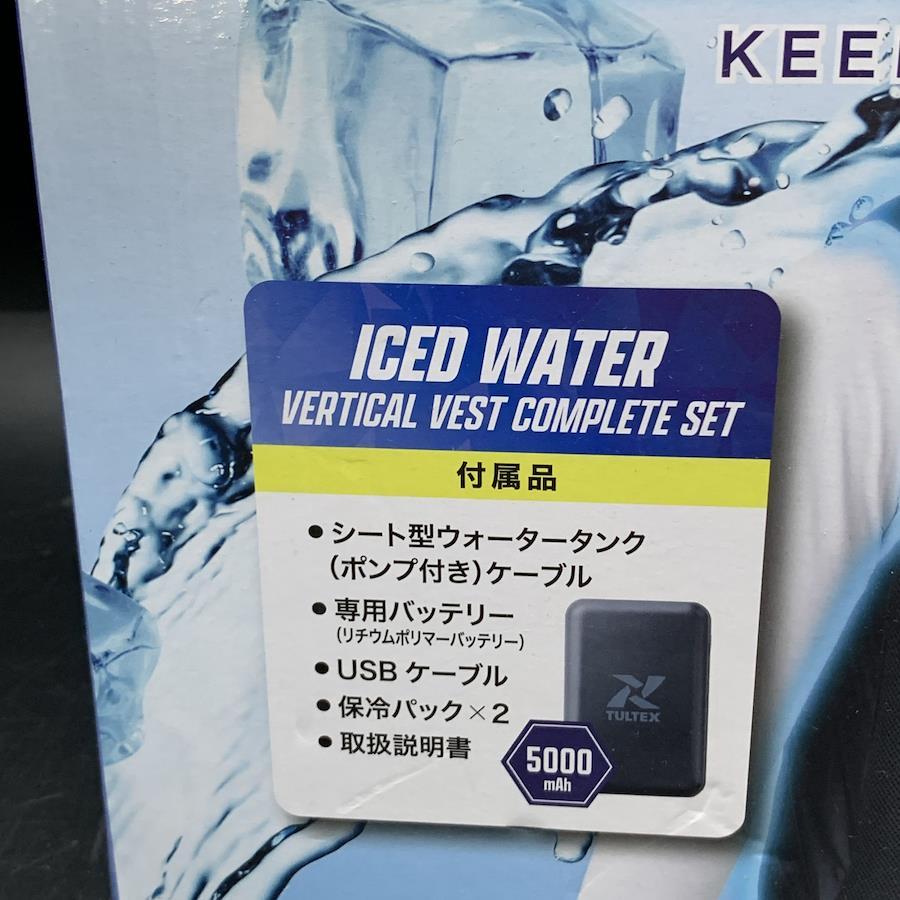 KEE
ICED WATER
VERTICAL VEST COMPLETE SET
付属品
●シート型ウォータータンク
(ポンプ付き)ケーブル
●専用バッテリー
(リチウムポリマーバッテリー)
●USBケーブル
●保冷パック×2
●取扱説明書
TULTEX
5000
mAh